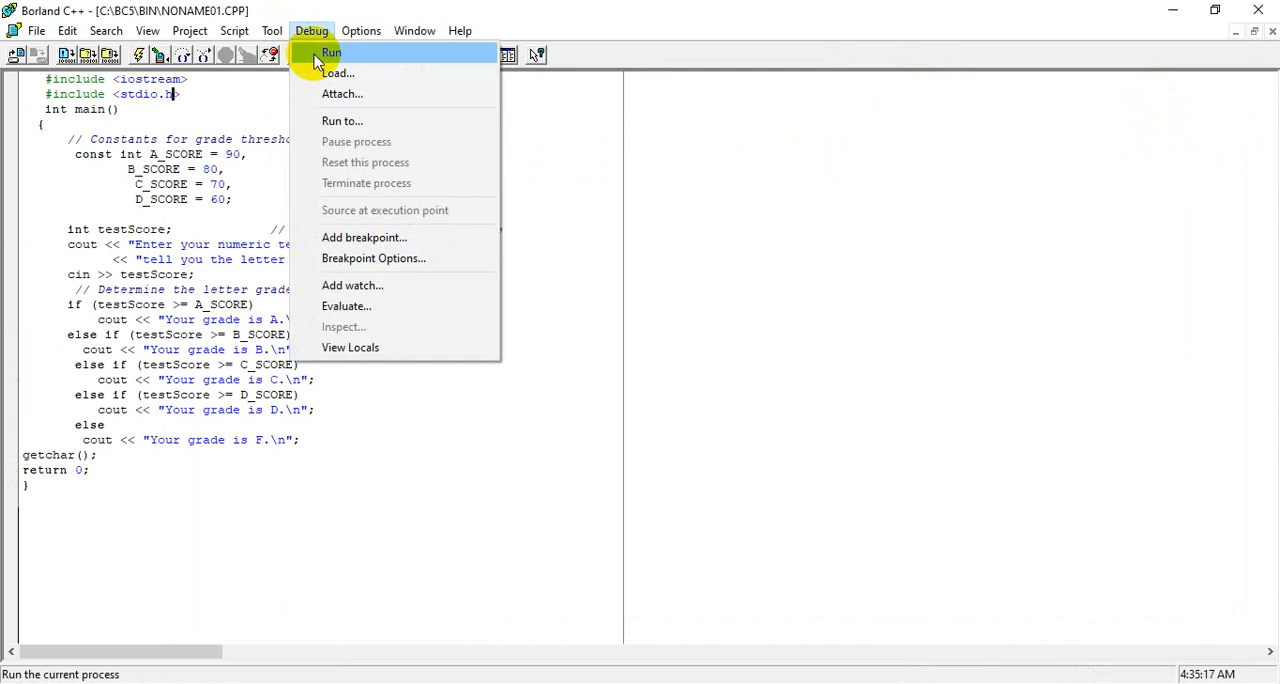 Borland C++ - [C:\BC5\BIN\NONAME01.CPP]
File Edit Search View Project Script Tool Debug Options Window Help
Run
Load...
Attach...
Run to...
Pause process
Reset this process
Terminate process
Source at execution point
Add breakpoint...
Breakpoint Options...
Add watch...
Evaluate...
Inspect...
View Locals
#include <iostream>
#include <stdio.h>
int main()
{
// Constants for grade thresho
const int A_SCORE = 90,
B_SCORE = 80,
C_SCORE = 70,
D_SCORE = 60;
int testScore; //
cout << "Enter your numeric te
<< "tell you the letter
cin >> testScore;
// Determine the letter grade
if (testScore >= A_SCORE)
cout << "Your grade is A.\
else if (testScore >= B_SCORE)
cout << "Your grade is B.\n"
else if (testScore >= C_SCORE)
cout << "Your grade is C.\n";
else if (testScore >= D_SCORE)
cout << "Your grade is D.\n";
else
cout << "Your grade is F.\n";
getchar();
return 0;
}
Run the current process 4:35:17 AM